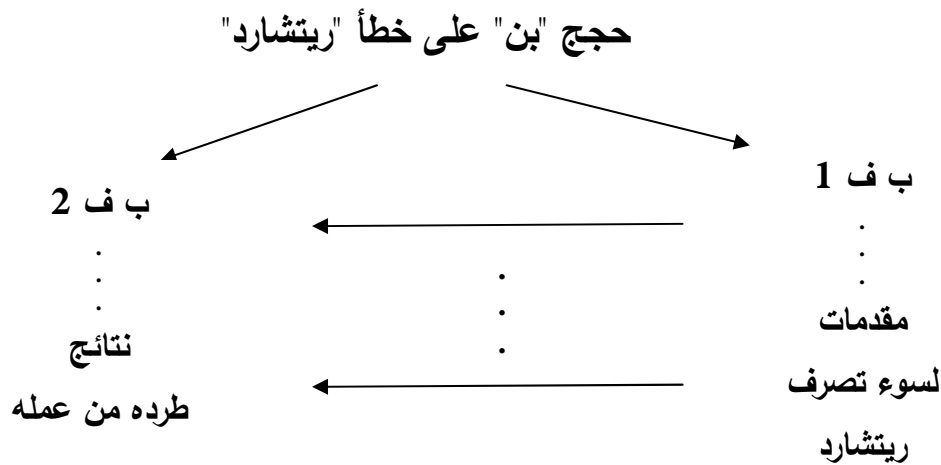 حجج "بن" على خطأ "ريتشارد"
ب ف 1
مقدمات
لسوء تصرف
ريتشارد
ب ف 2
نتائج
طرده من عمله